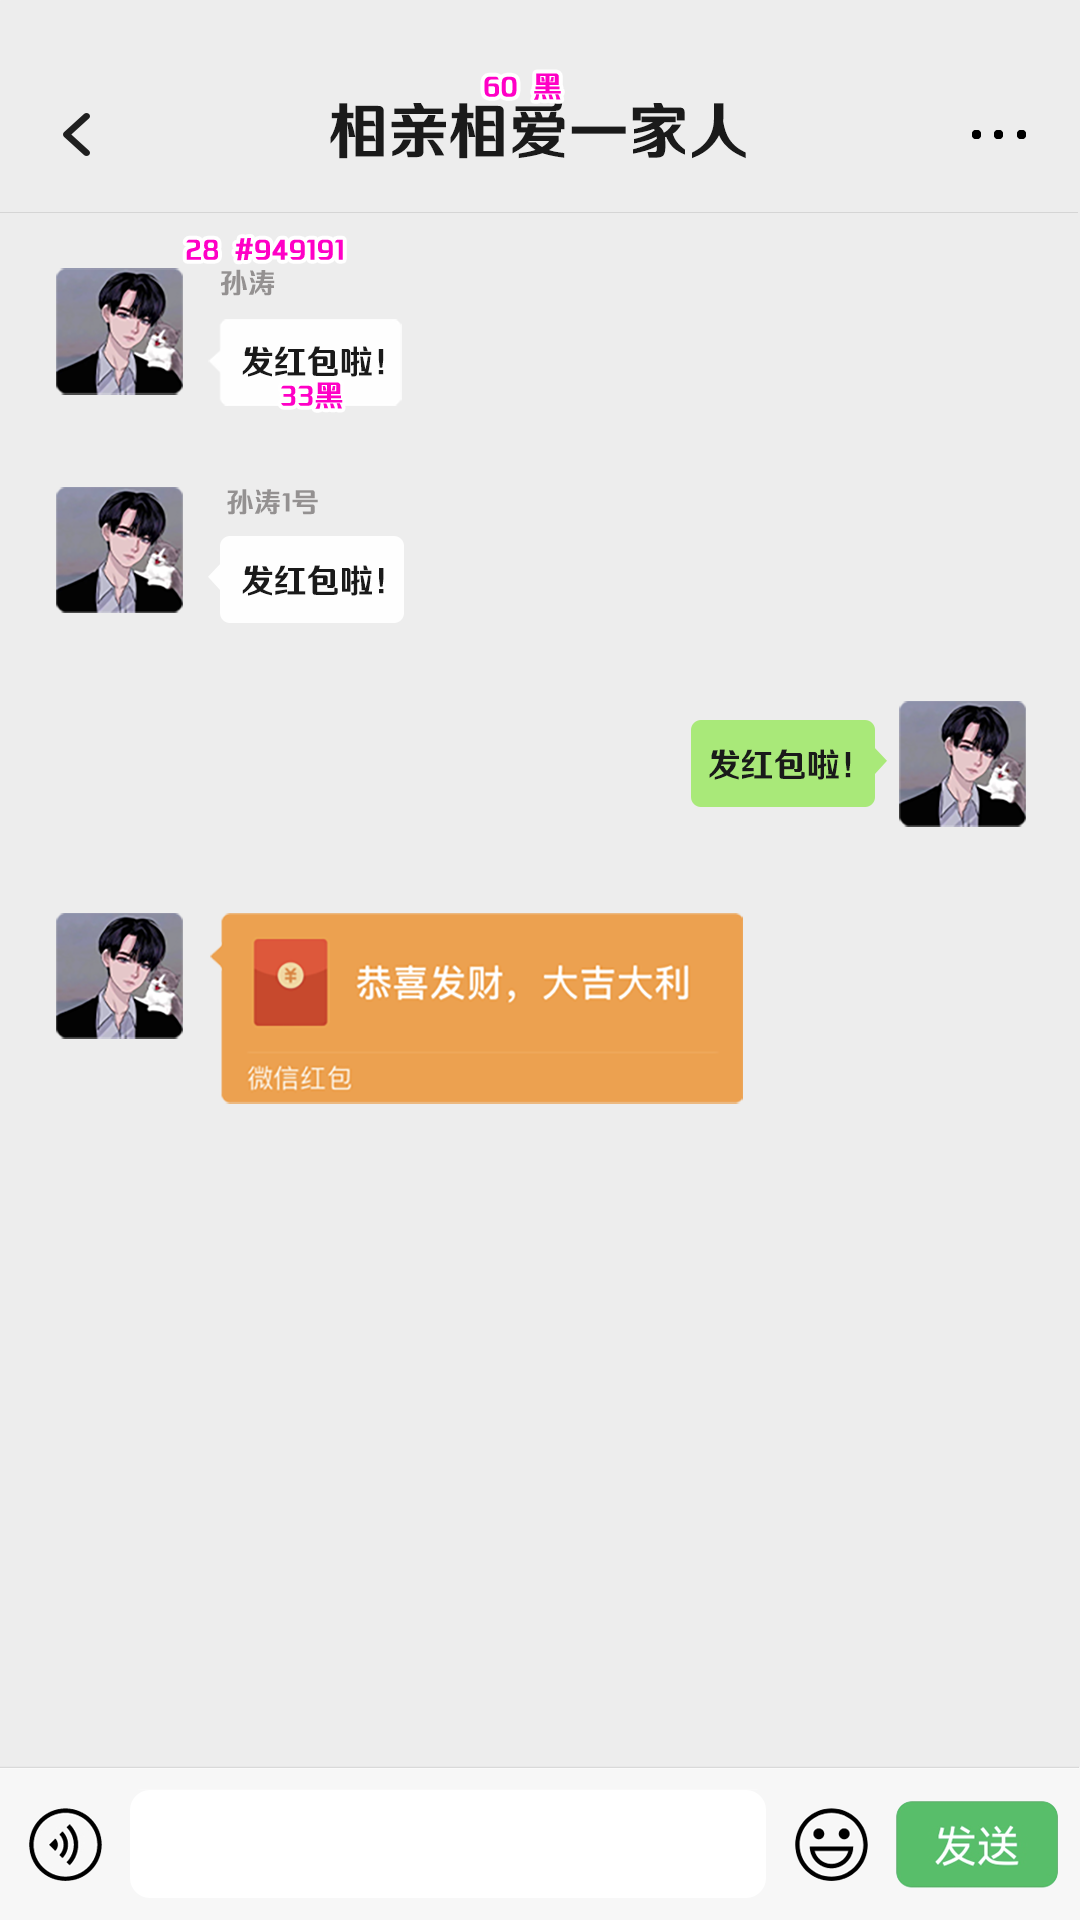 60 黑
相亲相爱一家人
28 #949191
孙涛
发红包啦!
33黑
孙涛1号
发红包啦!
发红包啦!
¥
恭喜发财，大吉大利
微信红包
发送